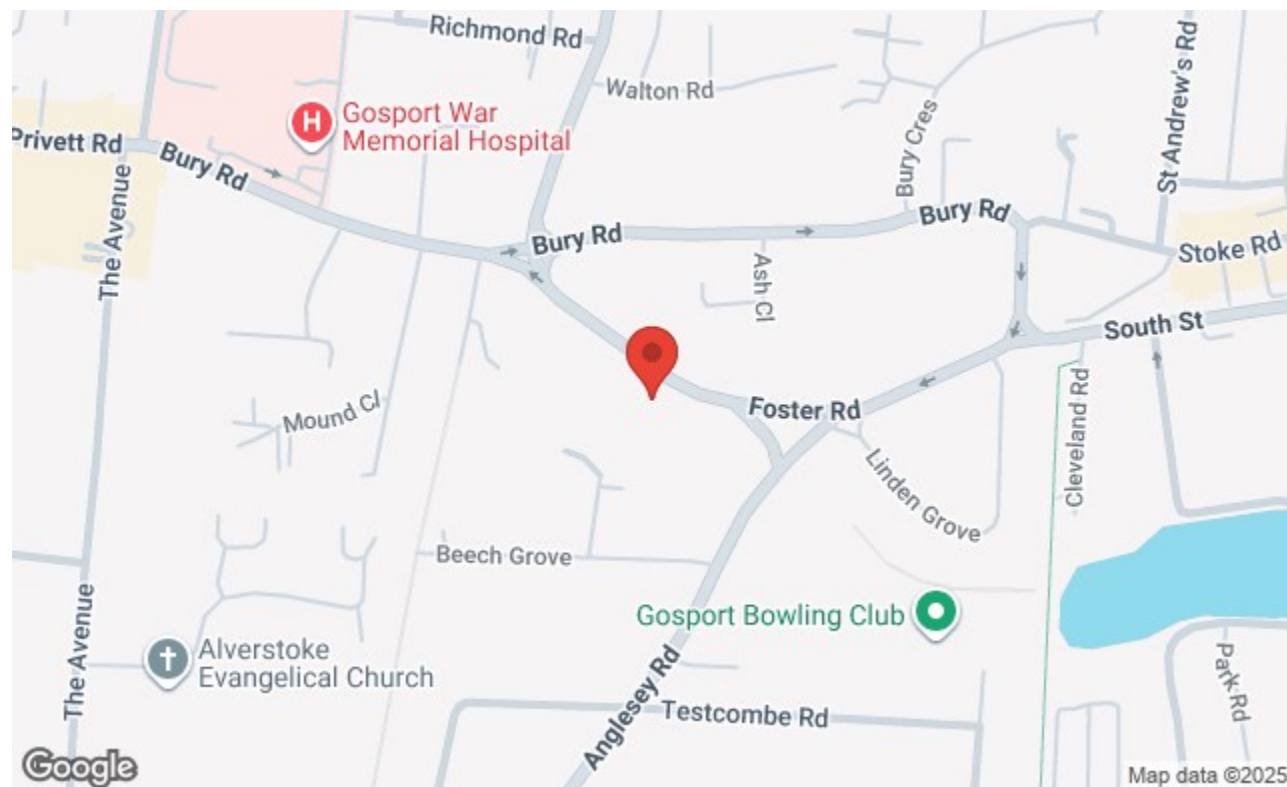 Richmond Rd
Walton Rd
St Andrew's Rd
Gosport War
Memorial Hospital
H
Privett Rd
Bury Rd
Bury Cres
Bury Rd
Bury Rd
Stoke Rd
The Avenue
Ash Cl
South St
Mound Cl
Foster Rd
Cleveland Rd
Linden Grove
Beech Grove
Gosport Bowling Club
The Avenue
Alverstoke
Evangelical Church
Anglesey Rd
Testcombe Rd
Park Rd
Google
Map data ©2025